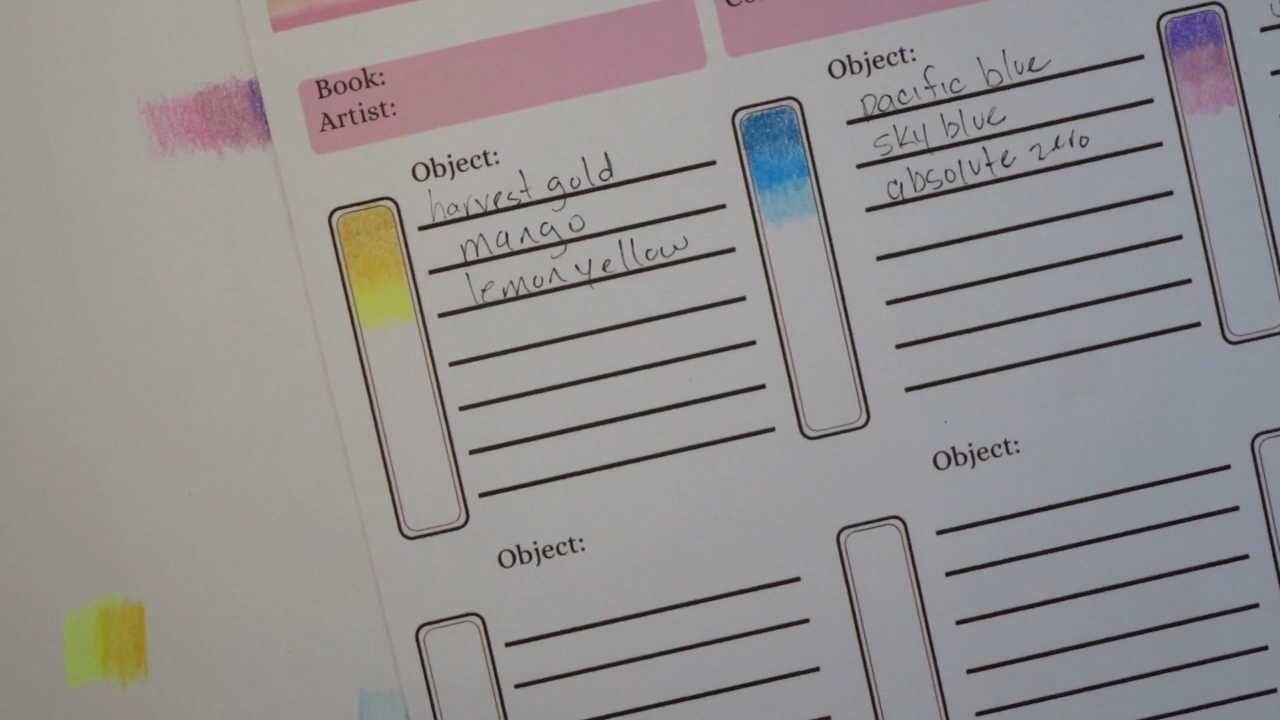 Book:
Artist:
Object:
harvest gold
mango
lemon yellow
Object:
pacific blue
sky blue
absolute zero
Object:
Object: